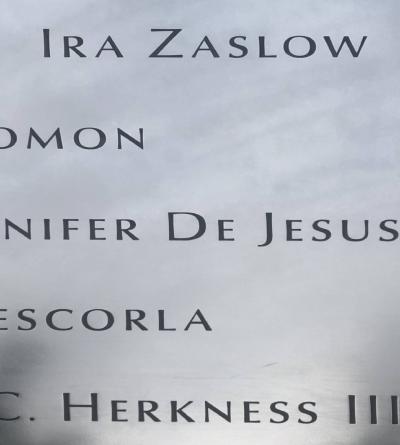 IRA ZASLOW
OMON
NIFER DE JESUS
ESCORLA
C. HERKNESS III